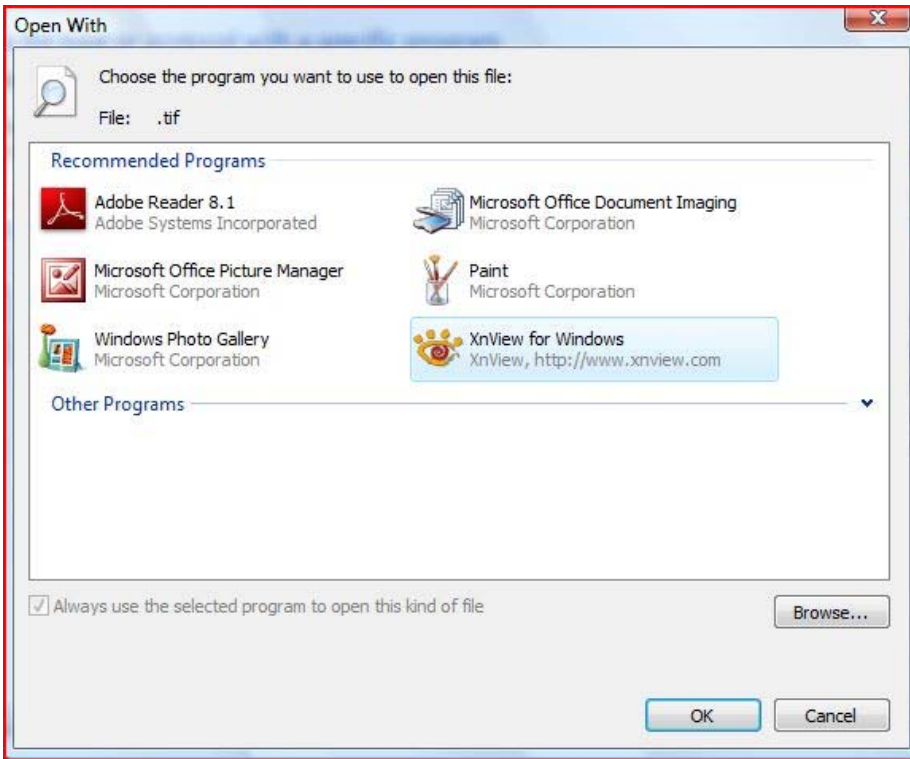 Open With
Choose the program you want to use to open this file:
File: .tif
Recommended Programs
Adobe Reader 8.1
Adobe Systems Incorporated
Microsoft Office Document Imaging
Microsoft Corporation
Microsoft Office Picture Manager
Microsoft Corporation
Paint
Microsoft Corporation
Windows Photo Gallery
Microsoft Corporation
XnView for Windows
XnView, http://www.xnview.com
Other Programs
Always use the selected program to open this kind of file
Browse...
OK
Cancel